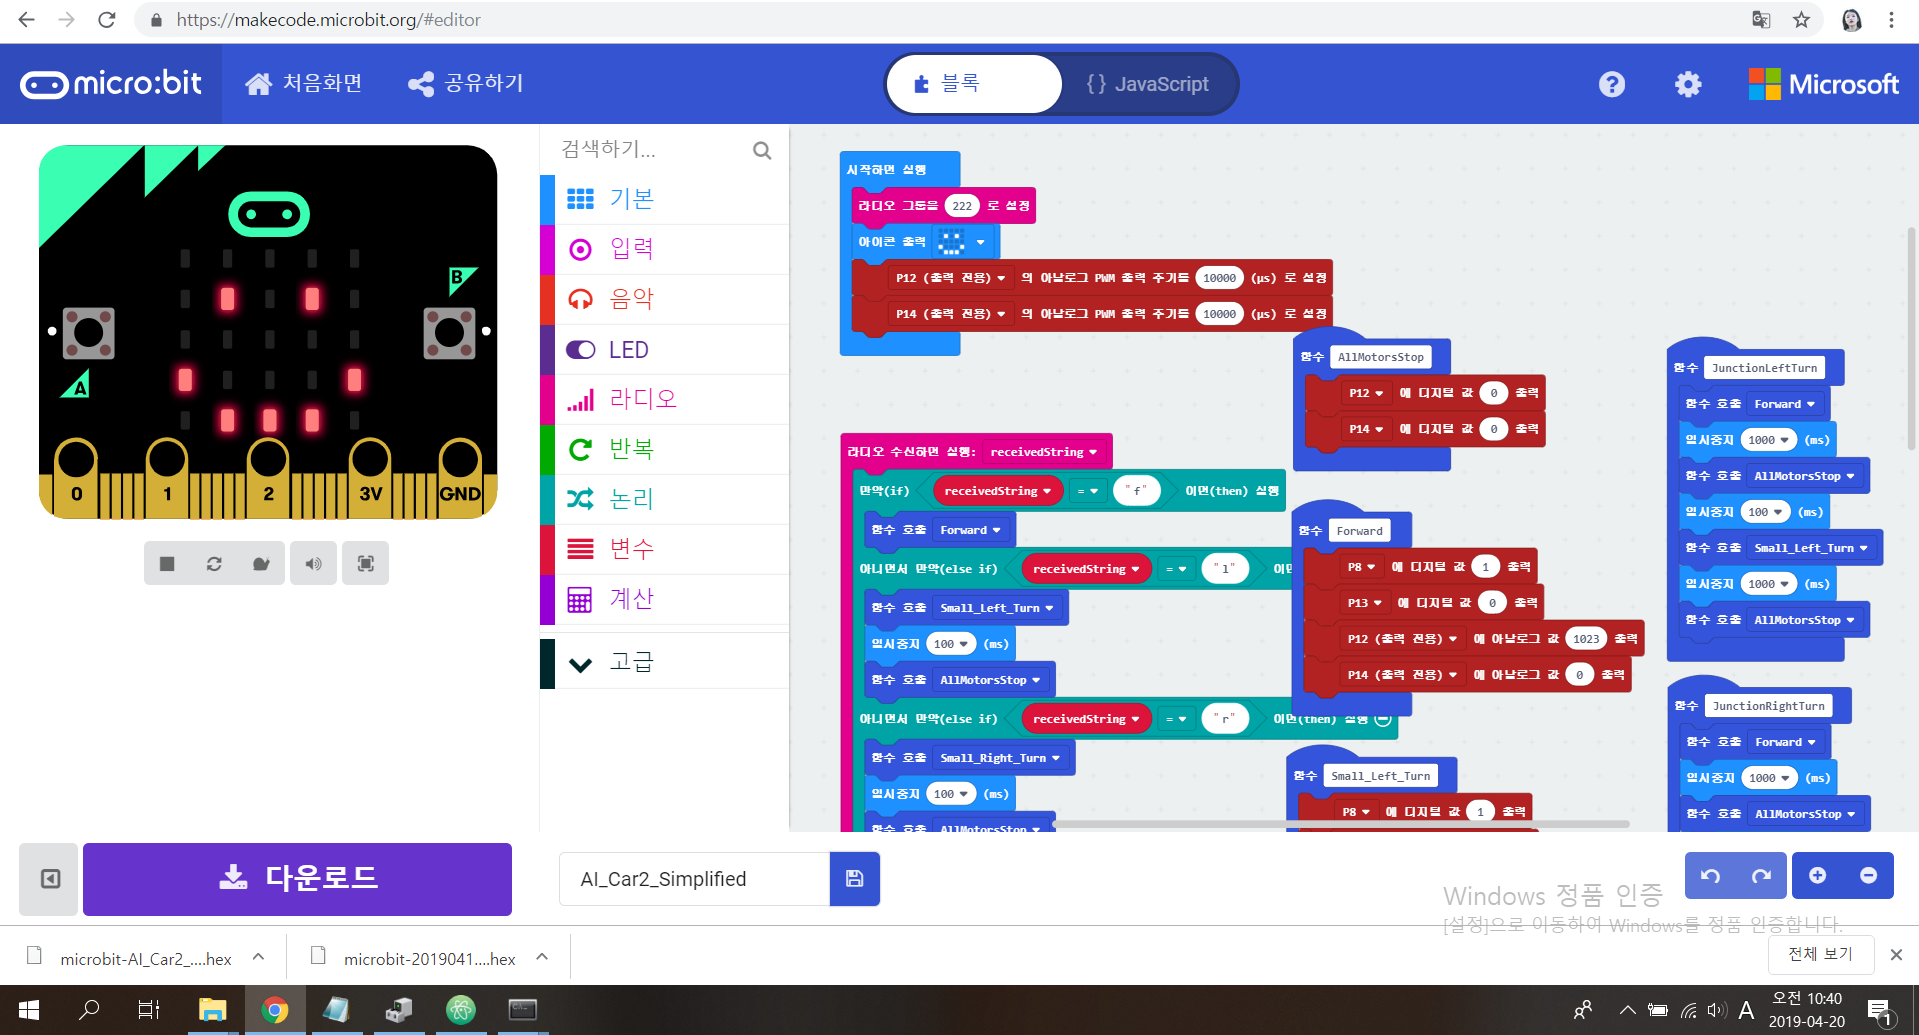 https://makecode.microbit.org/#editor
micro:bit
처음화면
공유하기
블록
{ } JavaScript
Microsoft
검색하기...
기본
입력
음악
LED
라디오
반복
논리
변수
계산
고급
B
A
0
1
2
3V
GND
시작하면 실행
라디오 그룹을 222 로 설정
아이콘 출력
P12 (출력 전용) 의 아날로그 PWM 출력 주기를 10000 (µs) 로 설정
P14 (출력 전용) 의 아날로그 PWM 출력 주기를 10000 (µs) 로 설정
라디오 수신하면 실행: receivedString
만약(if) receivedString = "f" 이면(then) 실행
함수 호출 Forward
아니면서 만약(else if) receivedString = "l" 이면
함수 호출 Small_Left_Turn
일시중지 100 (ms)
함수 호출 AllMotorsStop
아니면서 만약(else if) receivedString = "r" 이면(then) 실행
함수 호출 Small_Right_Turn
일시중지 100 (ms)
함수 호출 AllMotorsStop
함수 AllMotorsStop
P12 에 디지털 값 0 출력
P14 에 디지털 값 0 출력
함수 Forward
P8 에 디지털 값 1 출력
P13 에 디지털 값 0 출력
P12 (출력 전용) 에 아날로그 값 1023 출력
P14 (출력 전용) 에 아날로그 값 0 출력
함수 Small_Left_Turn
P8 에 디지털 값 1 출력
함수 JunctionLeftTurn
함수 호출 Forward
일시중지 1000 (ms)
함수 호출 AllMotorsStop
일시중지 100 (ms)
함수 호출 Small_Left_Turn
일시중지 1000 (ms)
함수 호출 AllMotorsStop
함수 JunctionRightTurn
함수 호출 Forward
일시중지 1000 (ms)
함수 호출 AllMotorsStop
다운로드
AI_Car2_Simplified
Windows 정품 인증
[설정]으로 이동하여 Windows를 정품 인증합니다.
microbit-AI_Car2_....hex
microbit-2019041....hex
전체 보기
A
오전 10:40
2019-04-20
1